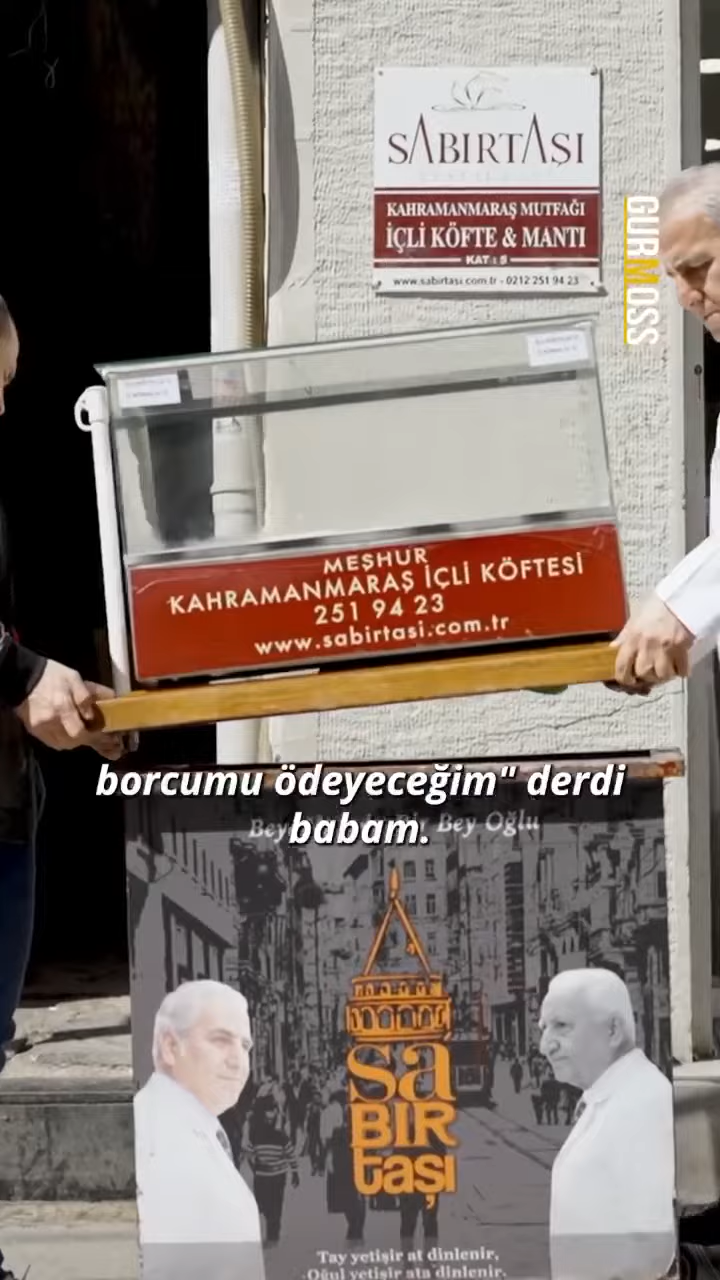 SABIRTAŞI
KAHRAMANMARAŞ MUTFAĞI
İÇLİ KÖFTE & MANTI
KAT : 5
www.sabirtasi.com.tr - 0212 251 94 23
GURMOSS
MEŞHUR
KAHRAMANMARAŞ İÇLİ KÖFTESİ
251 94 23
www.sabirtasi.com.tr
borcumu ödeyeceğim" derdi
babam.
Bey Oğlu
sa
BIR
taşı
Tay yetişir at dinlenir,
Oğul yetişir ata dinlenir.